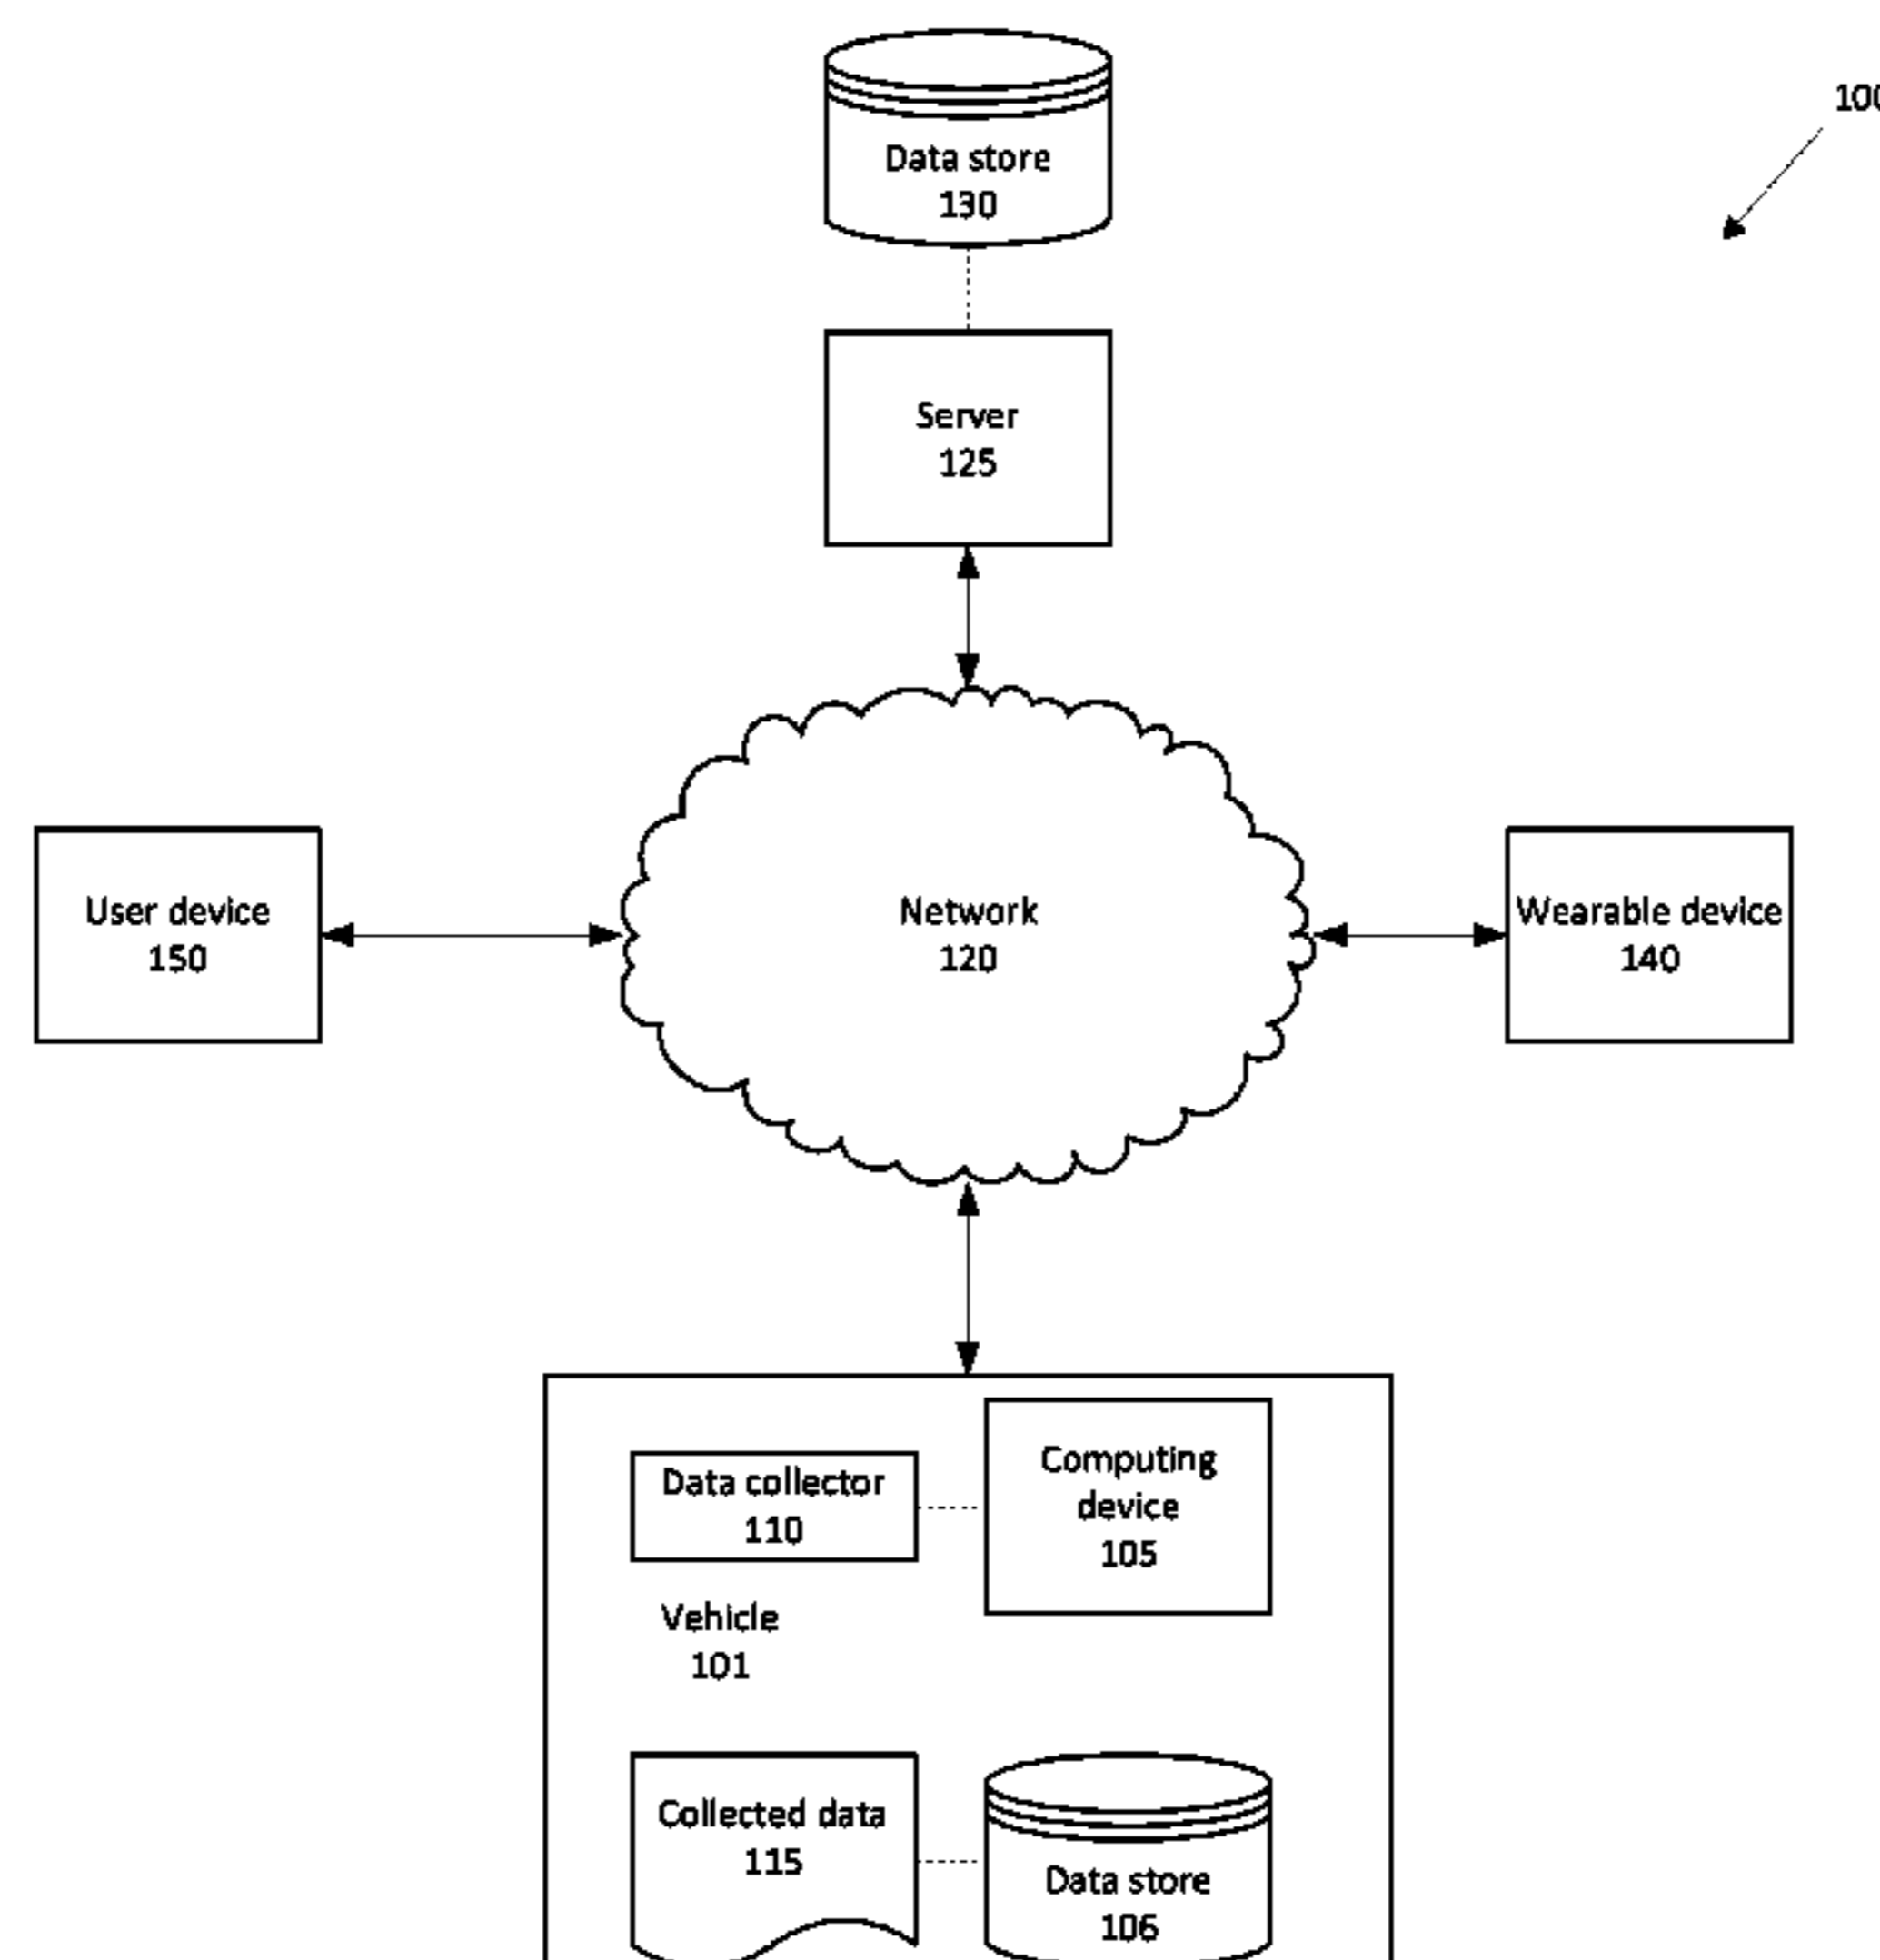 100
Data store
130
Server
125
User device
150
Network
120
Wearable device
140
Data collector
110
Computing
device
105
Vehicle
101
Collected data
115
Data store
106